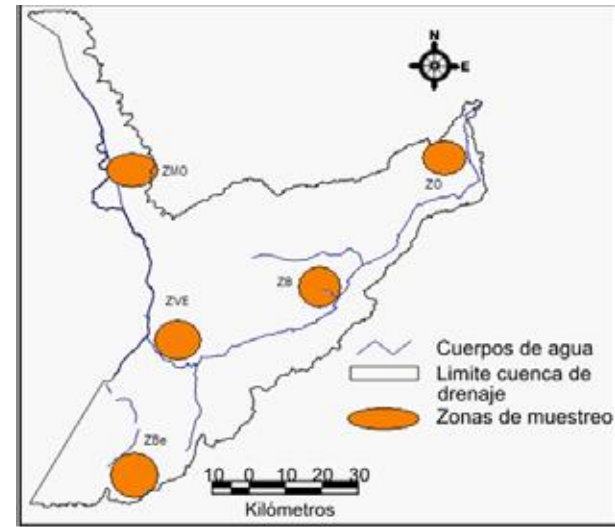 N
E
ZMO
ZO
ZB
ZVE
ZBe
Cuerpos de agua
Limite cuenca de
drenaje
Zonas de muestreo
10 0 10 20 30
Kilómetros